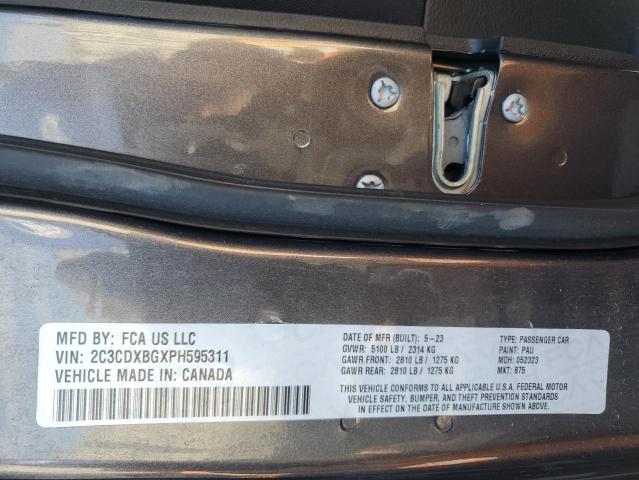 MFD BY: FCA US LLC
VIN: 2C3CDXBGXPH595311
VEHICLE MADE IN: CANADA
DATE OF MFR (BUILT): 5-23
GVWR: 5100 LB / 2314 KG
GAWR FRONT: 2810 LB / 1275 KG
GAWR REAR: 2810 LB / 1275 KG
TYPE: PASSENGER CAR
PAINT: PAU
MDH: 052323
MKT: 875
THIS VEHICLE CONFORMS TO ALL APPLICABLE U.S.A. FEDERAL MOTOR
VEHICLE SAFETY, BUMPER, AND THEFT PREVENTION STANDARDS
IN EFFECT ON THE DATE OF MANUFACTURE SHOWN ABOVE.